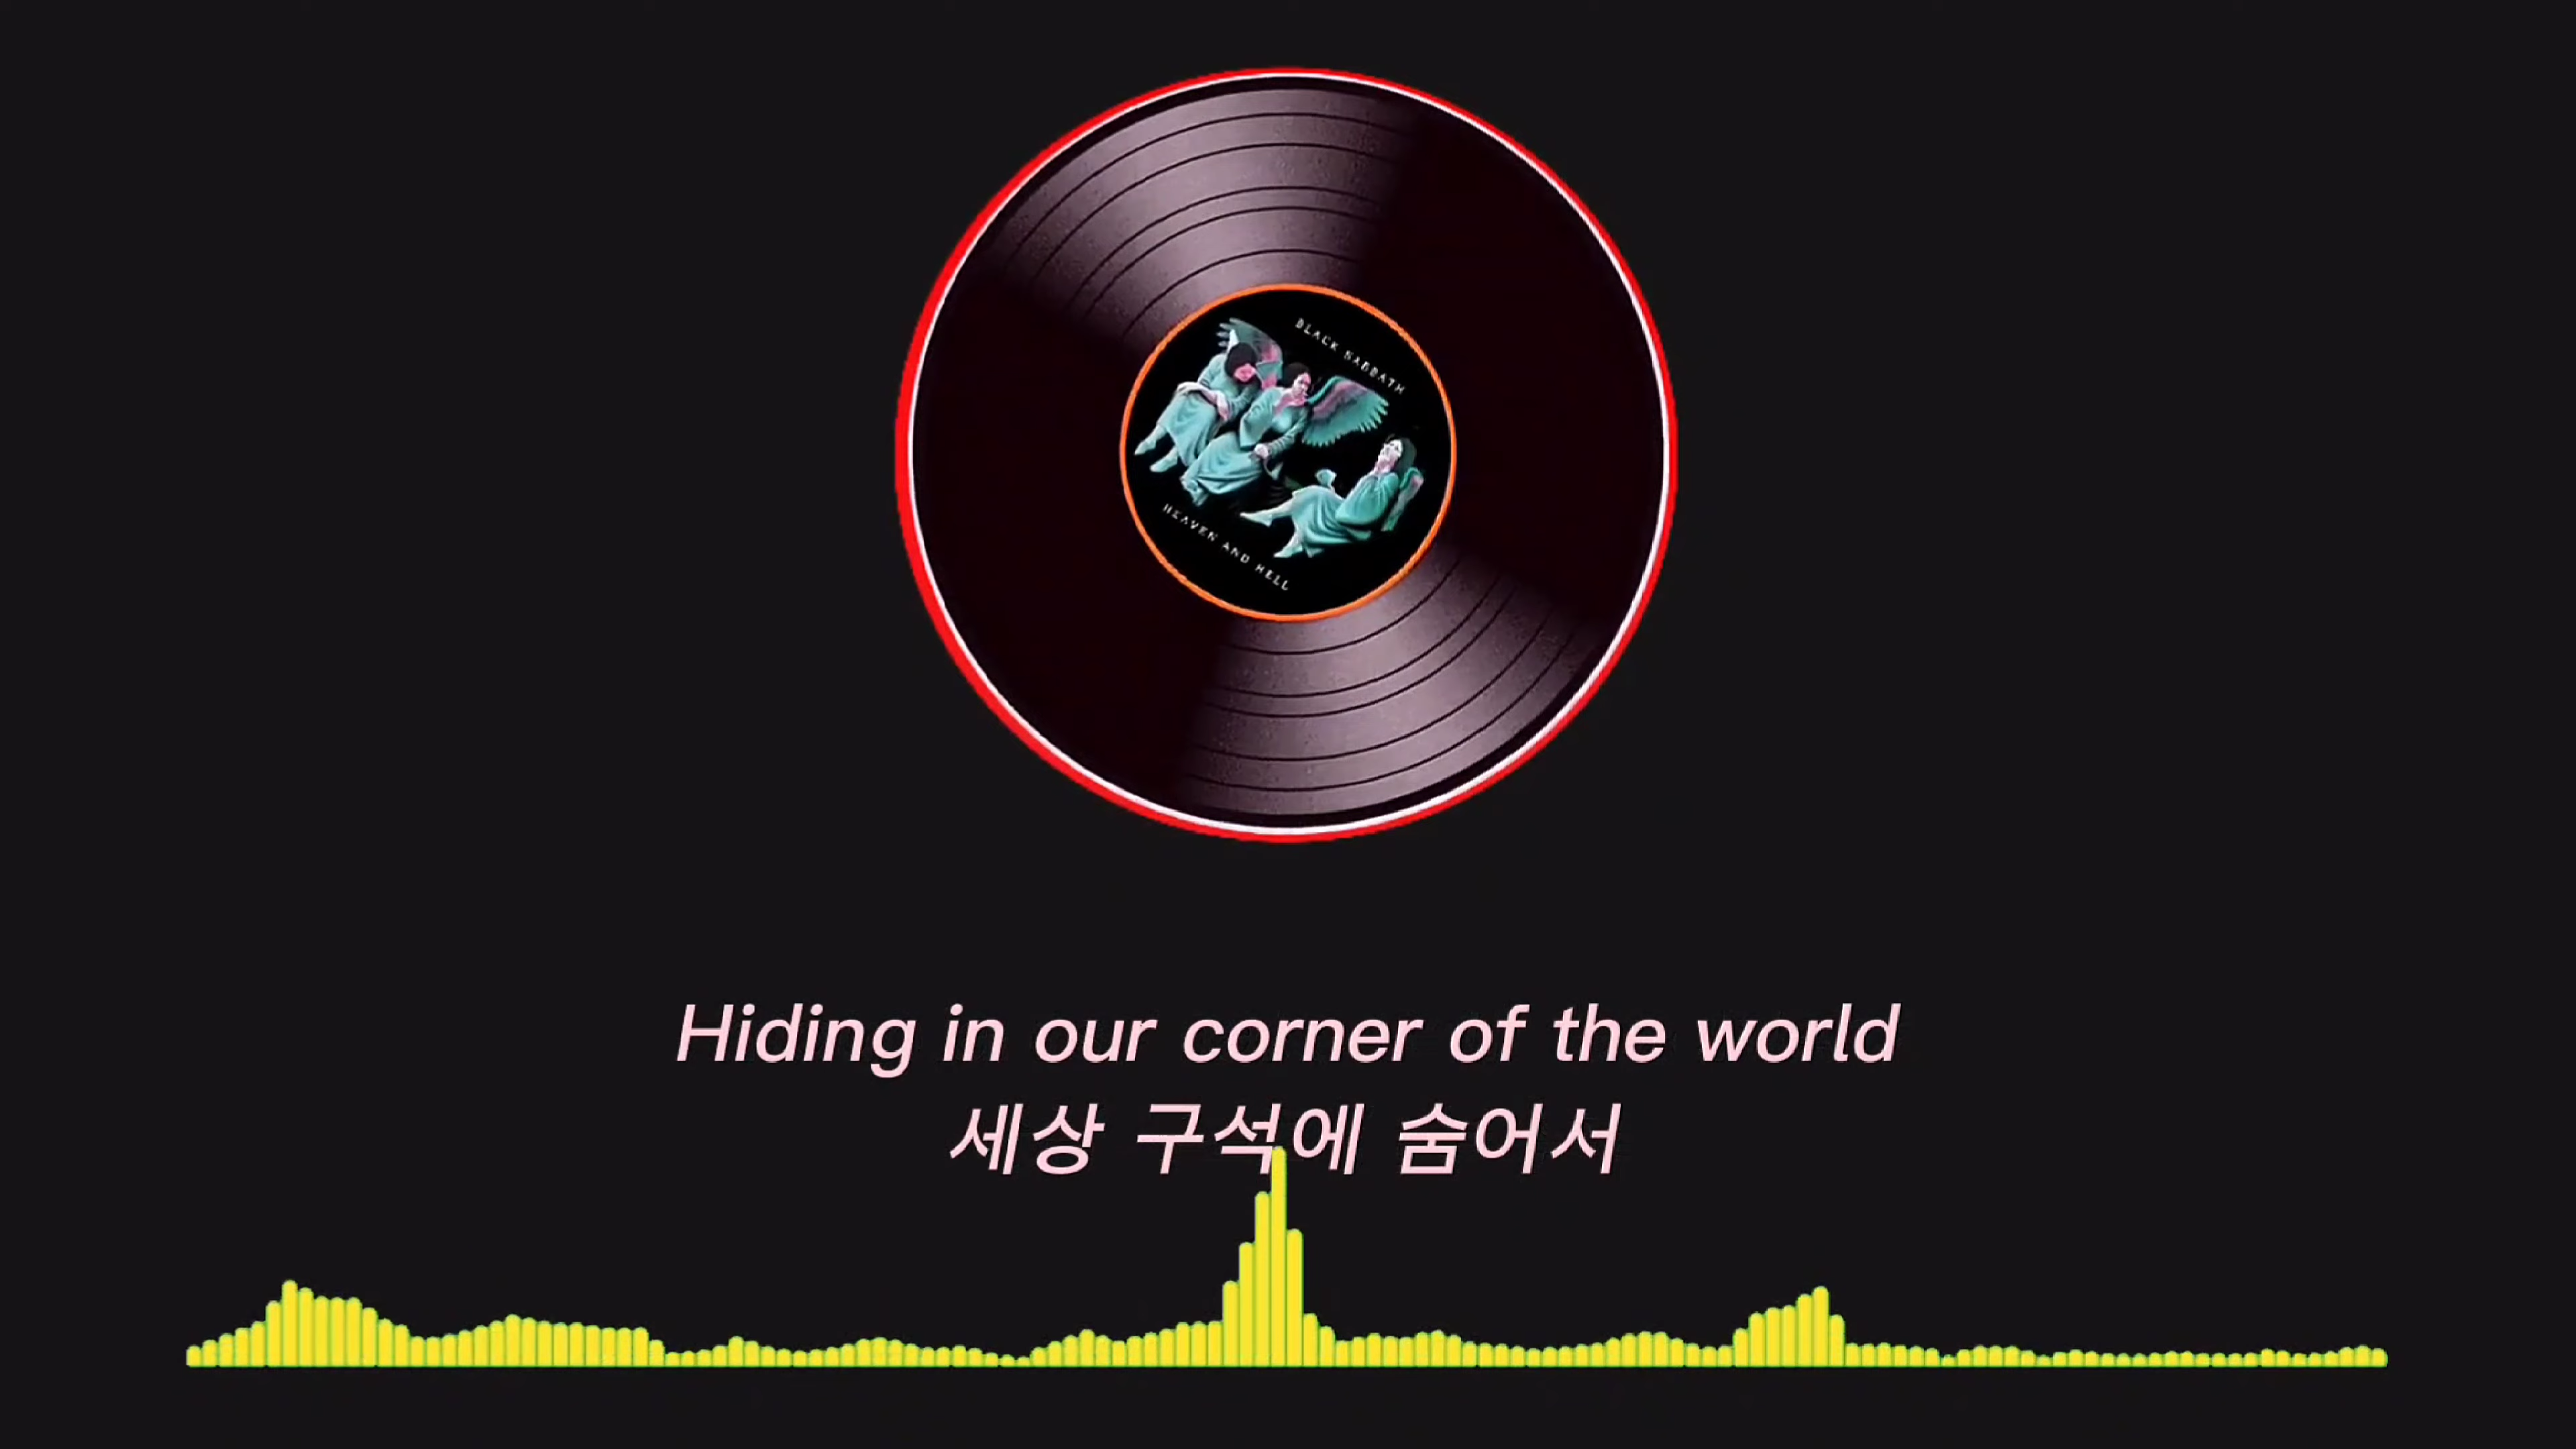 BLACK SABBATH
HEAVEN AND HELL
Hiding in our corner of the world
세상 구석에 숨어서